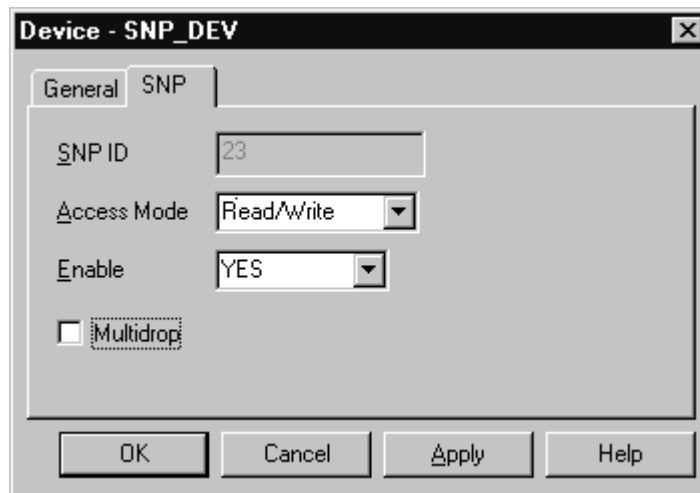 Device - SNP_DEV
General SNP
SNP ID 23
Access Mode Read/Write
Enable YES
Multidrop
OK Cancel Apply Help